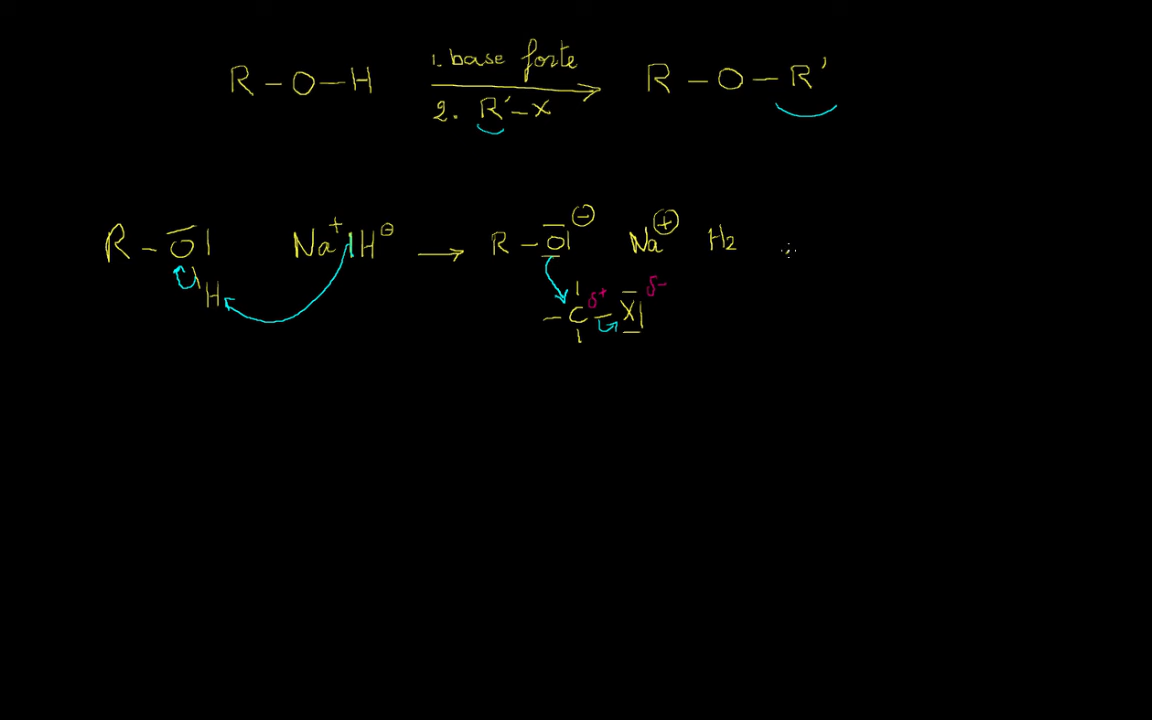 R – O – H 1. base forte R – O – R'
2. R' – X
R – O| Na⁺ |H⊖ → R – O|⊖ Na⊕ H₂
H
– C δ+ – X| δ–